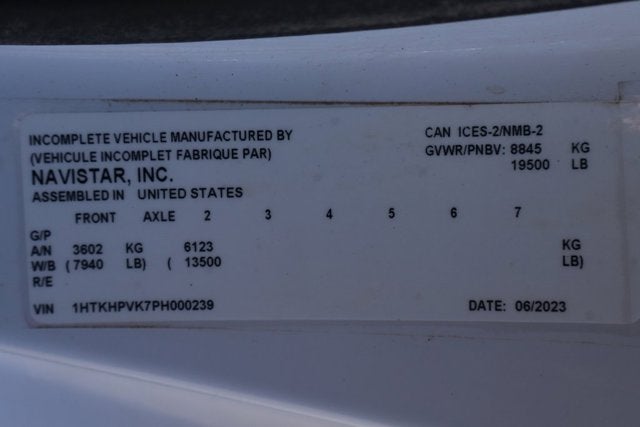 INCOMPLETE VEHICLE MANUFACTURED BY
(VEHICULE INCOMPLET FABRIQUE PAR)
NAVISTAR, INC.
ASSEMBLED IN UNITED STATES
CAN ICES-2/NMB-2
GVWR/PNBV: 8845 KG
19500 LB
FRONT AXLE 2 3 4 5 6 7
G/P
A/N 3602 KG 6123 KG
W/B (7940 LB) ( 13500 LB)
R/E
VIN 1HTKHPVK7PH000239 DATE: 06/2023